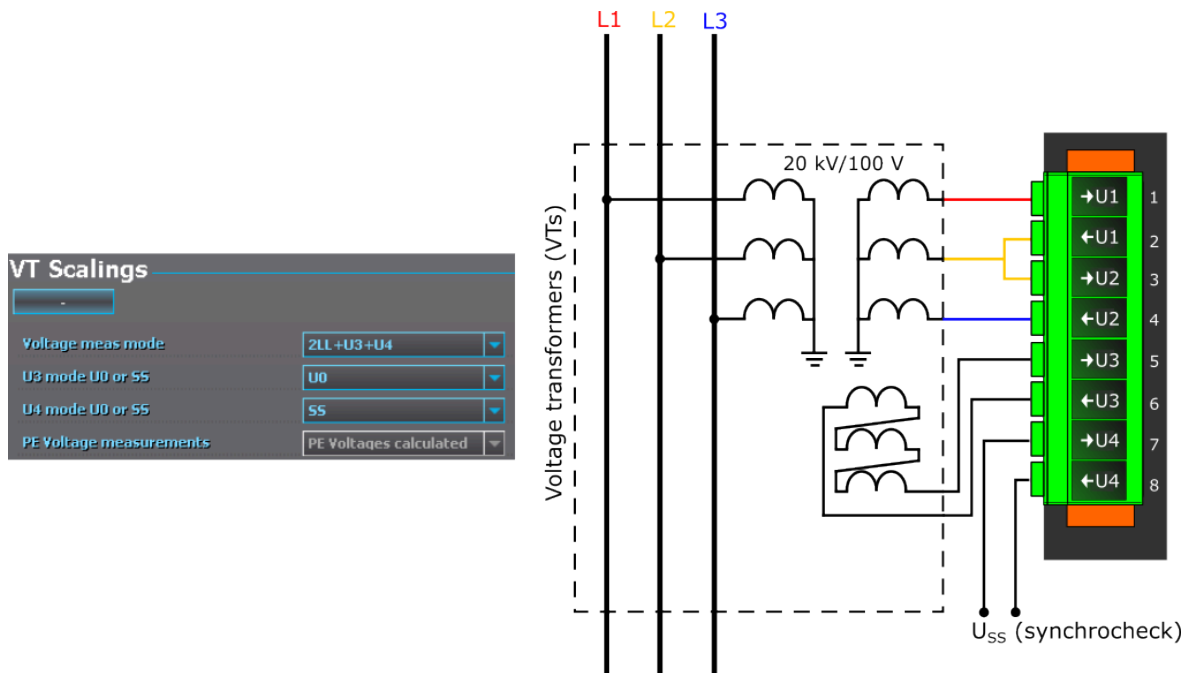 VT Scalings
-
Voltage meas mode 2LL+U3+U4
U3 mode U0 or SS U0
U4 mode U0 or SS SS
PE Voltage measurements PE Voltages calculated
L1 L2 L3
Voltage transformers (VTs)
20 kV/100 V
→U1 1
←U1 2
→U2 3
←U2 4
→U3 5
←U3 6
→U4 7
←U4 8
USS (synchrocheck)